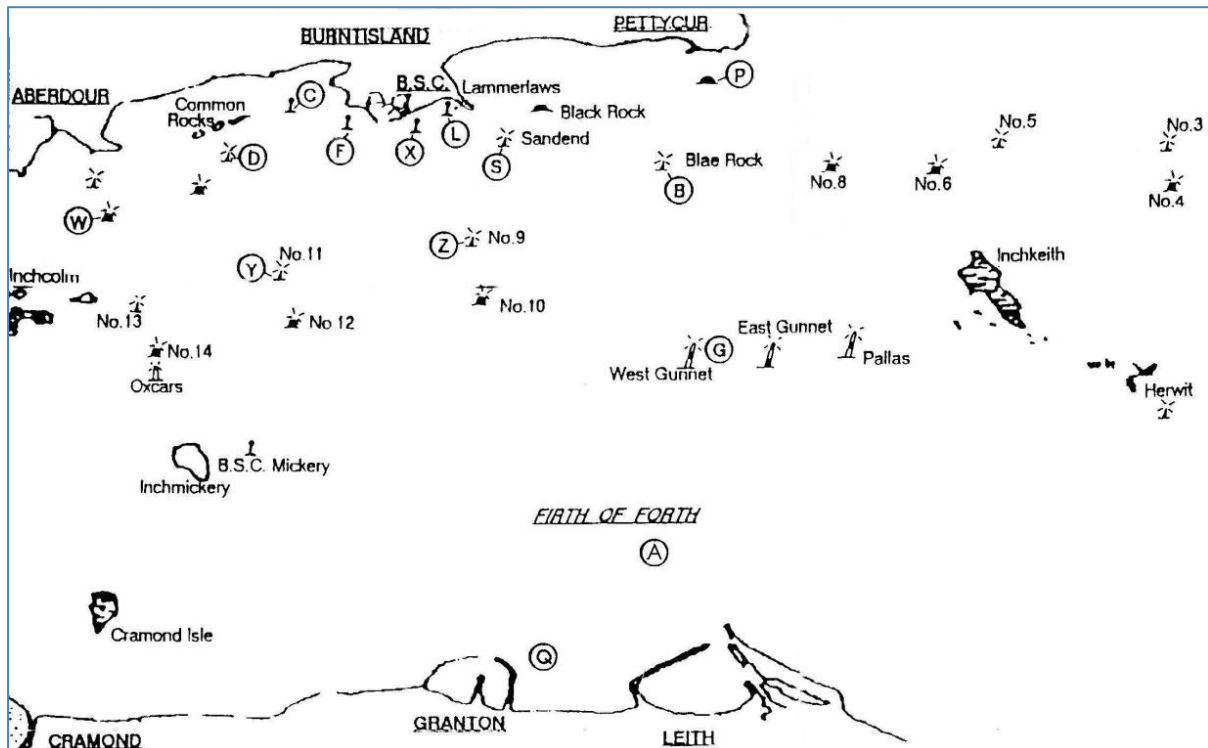 PETTYCUR
BURNTISLAND
B.S.C. Lammerlaws
ABERDOUR
C
P
Common
Rocks
Black Rock
L
F
X
No.5
No.3
Sandend
D
S
Blae Rock
B
No.8
No.6
No.4
W
Z
No.9
No.11
Y
Inchkeith
Inchcolm
No.10
No.13
No.12
East Gunnet
G
No.14
West Gunnet
Pallas
Oxcars
Herwit
B.S.C. Mickery
Inchmickery
FIRTH OF FORTH
A
Cramond Isle
Q
GRANTON
LEITH
CRAMOND